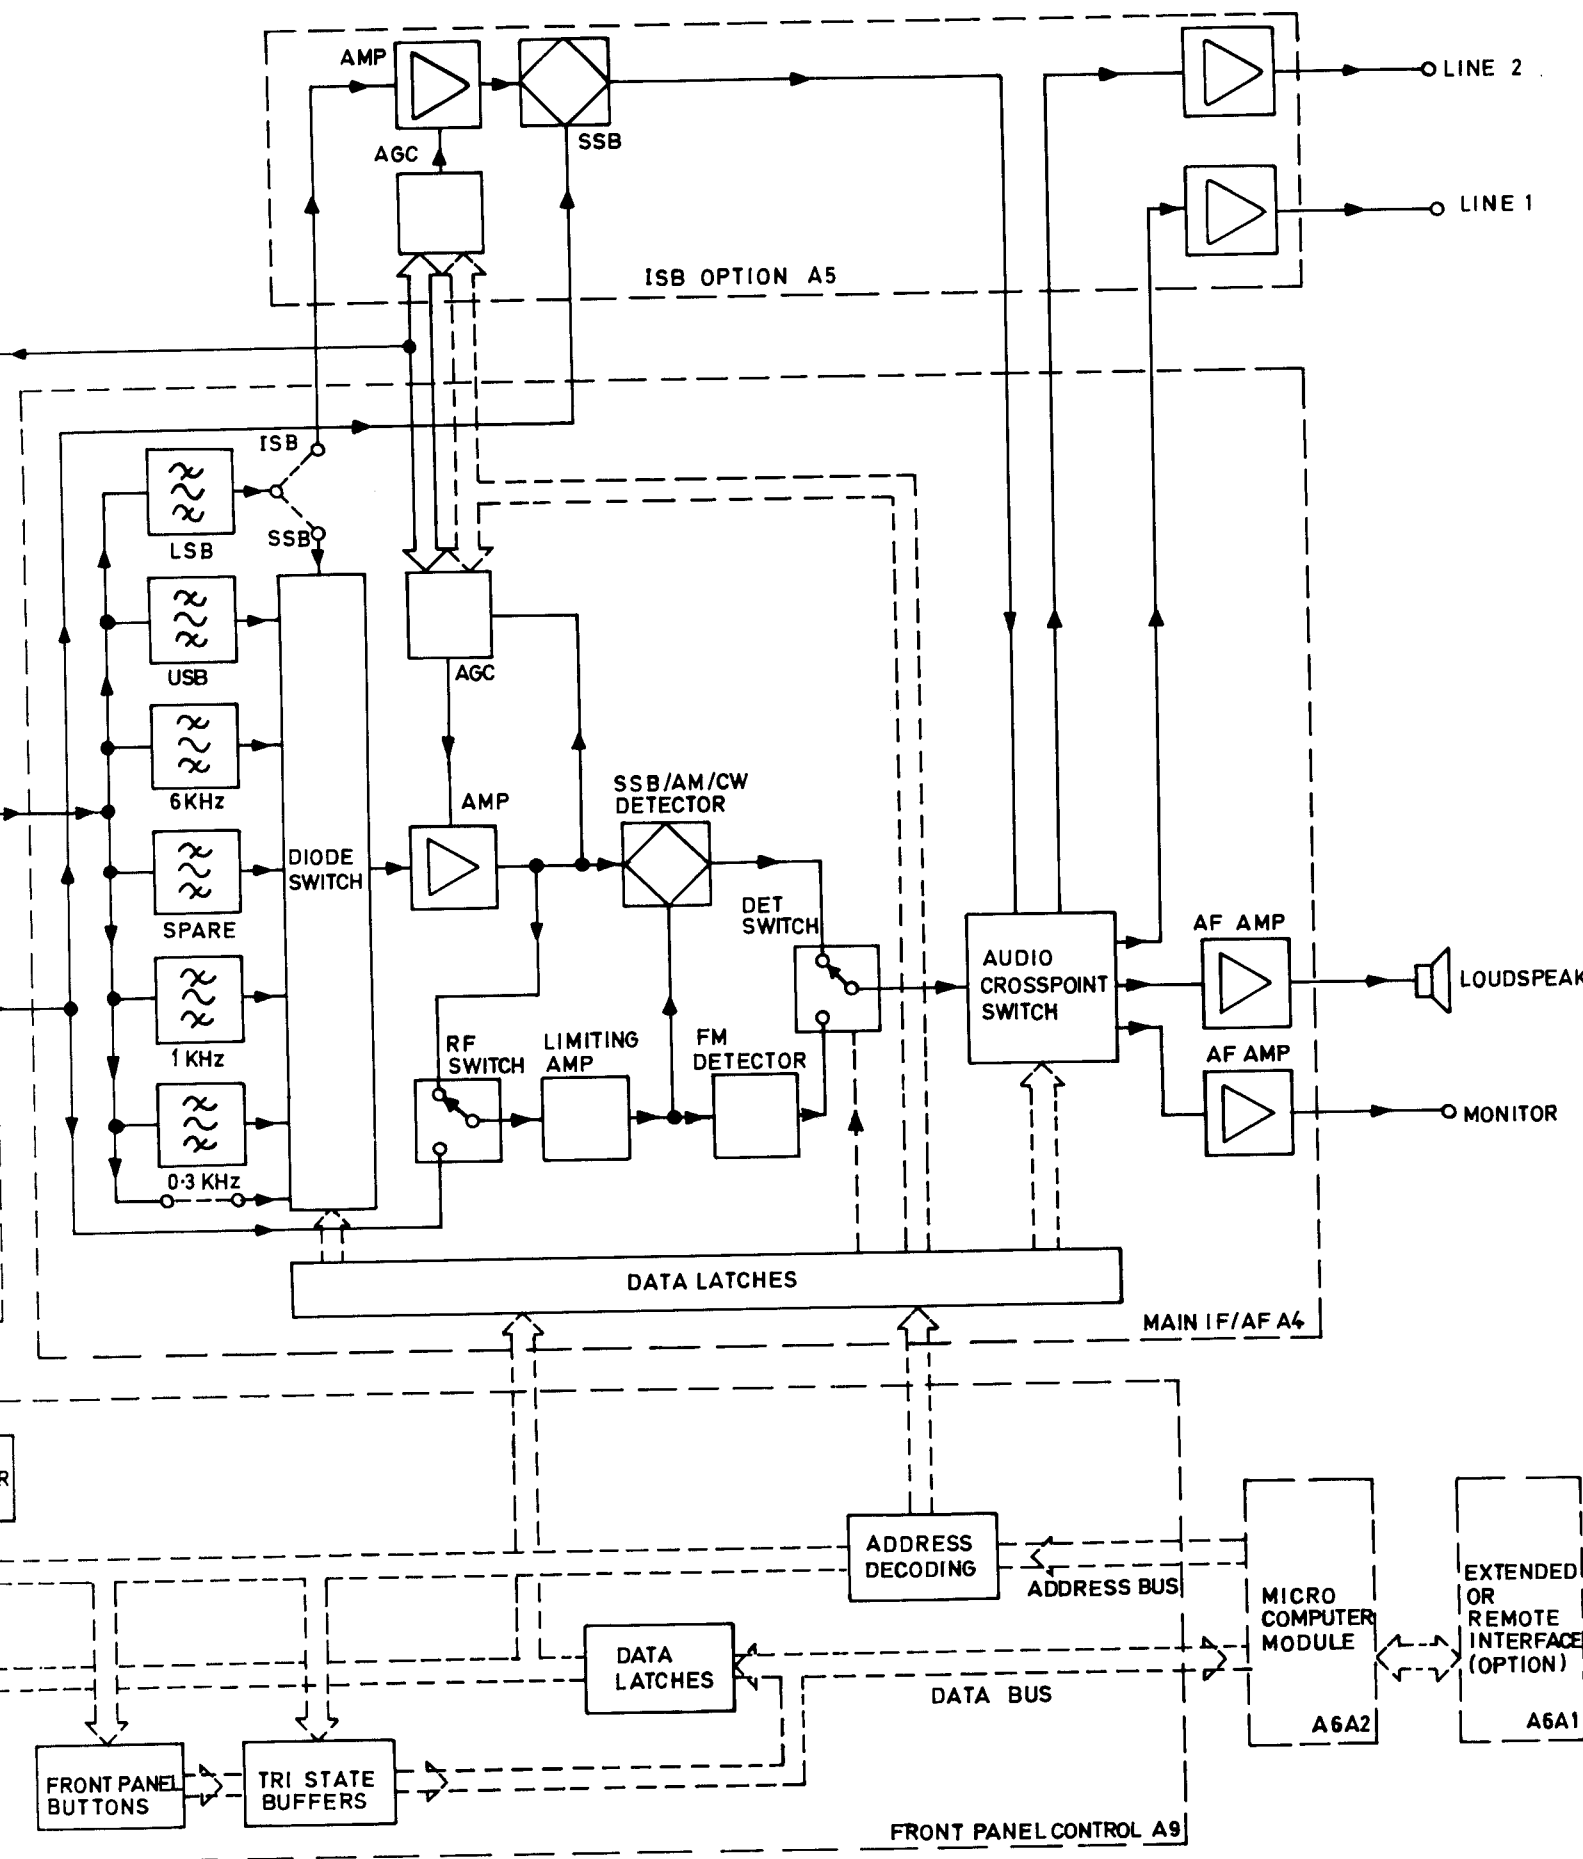 AMP
LINE 2
SSB
AGC
LINE 1
ISB OPTION A5
ISB
SSB
LSB
USB
AGC
6KHz
AMP
SSB/AM/CW
DETECTOR
DIODE
SWITCH
SPARE
DET
SWITCH
AF AMP
AUDIO
CROSSPOINT
SWITCH
LOUDSPEAK
1KHz
RF
SWITCH
LIMITING
AMP
FM
DETECTOR
AF AMP
MONITOR
0·3 KHz
DATA LATCHES
MAIN IF/AF A4
R
ADDRESS
DECODING
ADDRESS BUS
MICRO
COMPUTER
MODULE
A6A2
EXTENDED
OR
REMOTE
INTERFACE
(OPTION)
A6A1
DATA
LATCHES
DATA BUS
FRONT PANEL
BUTTONS
TRI STATE
BUFFERS
FRONT PANEL CONTROL A9